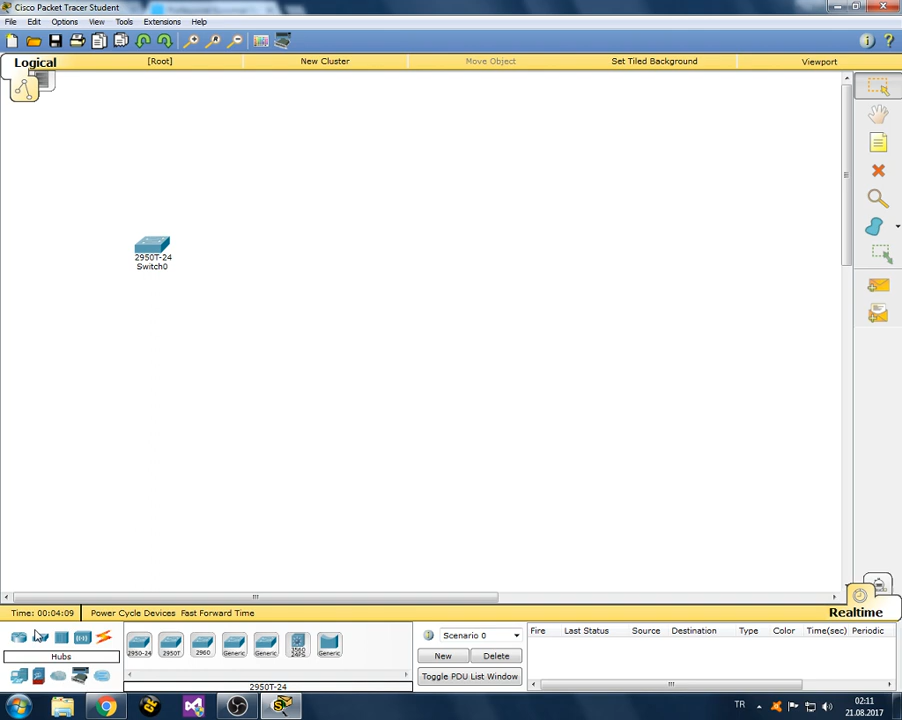 Cisco Packet Tracer Student
File Edit Options View Tools Extensions Help
Logical [Root] New Cluster Move Object Set Tiled Background Viewport
2950T-24
Switch0
Time: 00:04:09 Power Cycle Devices Fast Forward Time Realtime
Hubs
2950-24 2950T 2960 Generic Generic 3560 24PS Generic
2950T-24
Scenario 0
New Delete
Toggle PDU List Window
Fire Last Status Source Destination Type Color Time(sec) Periodic
TR 02:11
21.08.2017